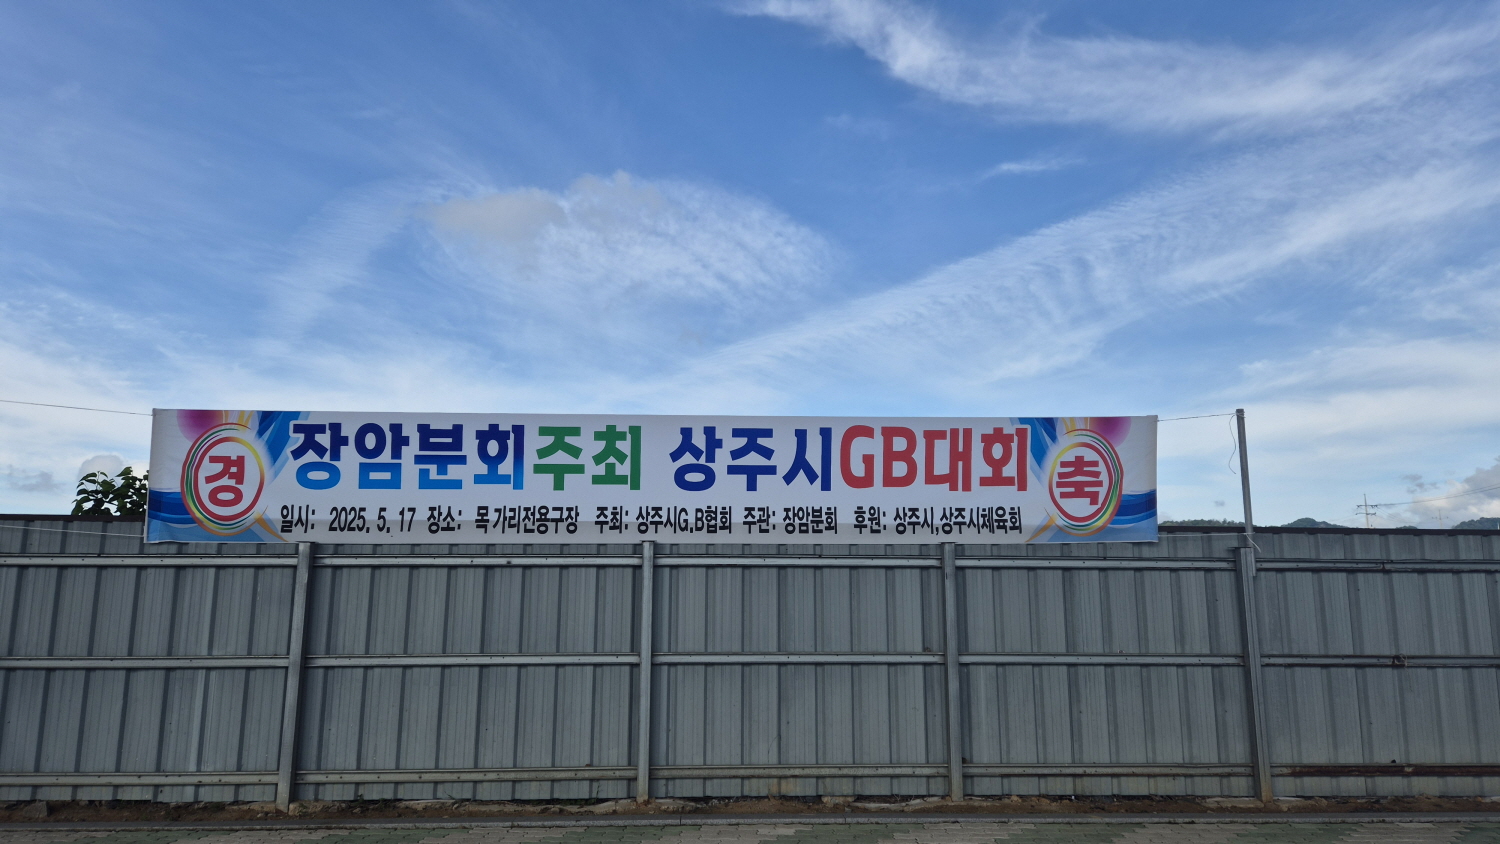 경 장암분회주최 상주시GB대회 축
일시: 2025. 5. 17 장소: 목가리전용구장 주최: 상주시G.B협회 주관: 장암분회 후원: 상주시,상주시체육회